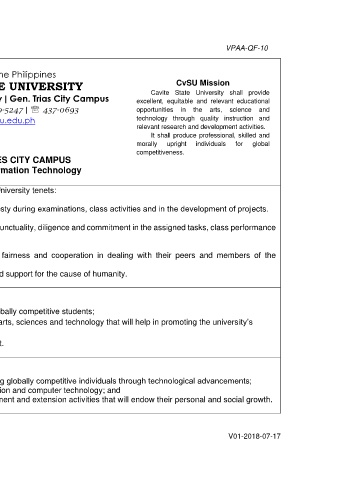 VPAA-QF-10
he Philippines
E UNIVERSITY
y | Gen. Trias City Campus
-5247 | ☏ 437-0693
u.edu.ph
CvSU Mission
Cavite State University shall provide
excellent, equitable and relevant educational
opportunities in the arts, science and
technology through quality instruction and
relevant research and development activities.
It shall produce professional, skilled and
morally upright individuals for global
competitiveness.
ES CITY CAMPUS
rmation Technology
niversity tenets:
sty during examinations, class activities and in the development of projects.
unctuality, diligence and commitment in the assigned tasks, class performance
fairness and cooperation in dealing with their peers and members of the
d support for the cause of humanity.
bally competitive students;
arts, sciences and technology that will help in promoting the university's
t.
g globally competitive individuals through technological advancements;
ion and computer technology; and
ment and extension activities that will endow their personal and social growth.
V01-2018-07-17